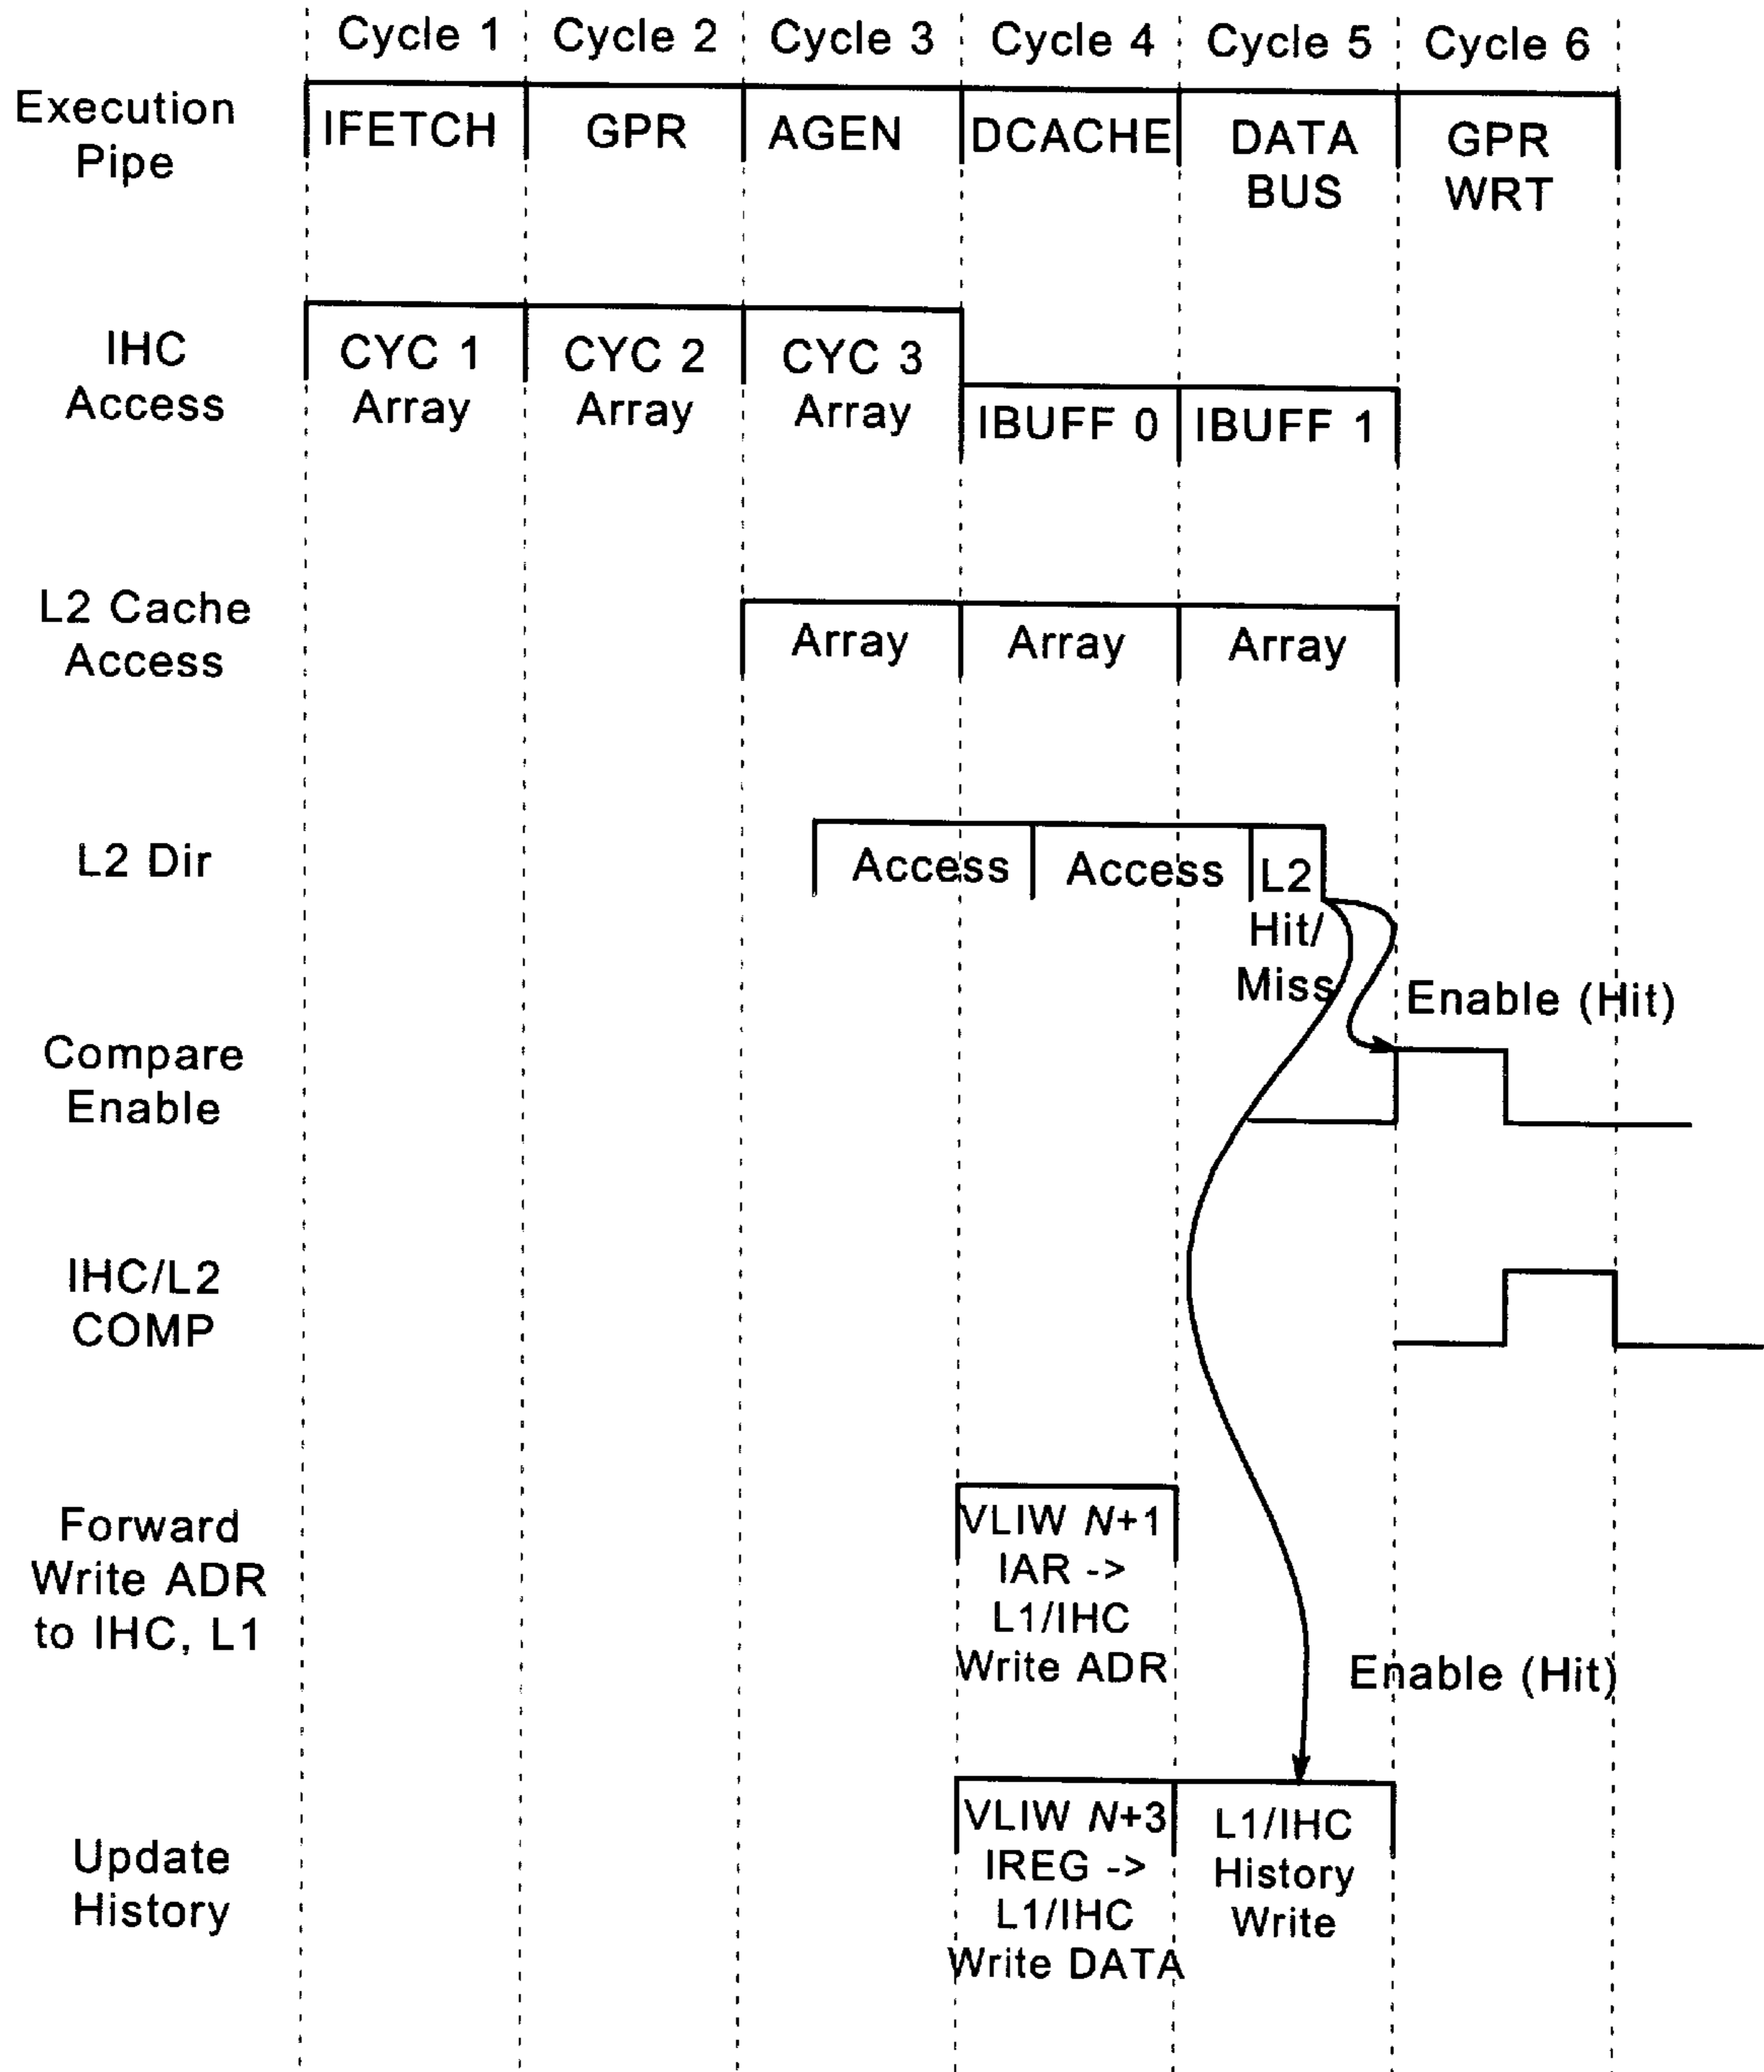 Cycle 1 Cycle 2 Cycle 3 Cycle 4 Cycle 5 Cycle 6
Execution
Pipe
IFETCH GPR AGEN DCACHE DATA
BUS
GPR
WRT
IHC
Access
CYC 1
Array
CYC 2
Array
CYC 3
Array
IBUFF 0 IBUFF 1
L2 Cache
Access
Array Array Array
L2 Dir
Access Access L2
Hit/
Miss
Enable (Hit)
Compare
Enable
IHC/L2
COMP
Forward
Write ADR
to IHC, L1
VLIW N+1
IAR ->
L1/IHC
Write ADR
Enable (Hit)
Update
History
VLIW N+3
IREG ->
L1/IHC
Write DATA
L1/IHC
History
Write